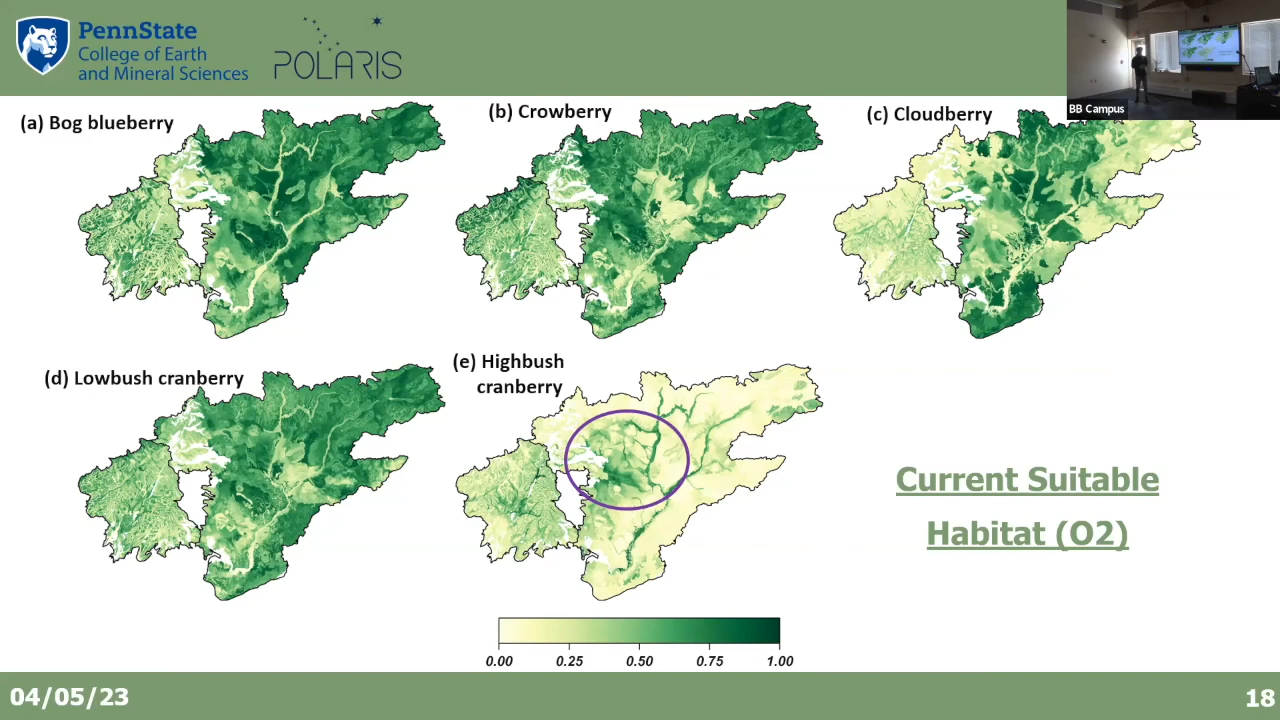 PennState
College of Earth
and Mineral Sciences
POLARIS
BB Campus
(a) Bog blueberry
(b) Crowberry
(c) Cloudberry
(d) Lowbush cranberry
(e) Highbush
cranberry
Current Suitable
Habitat (O2)
0.00 0.25 0.50 0.75 1.00
04/05/23
18